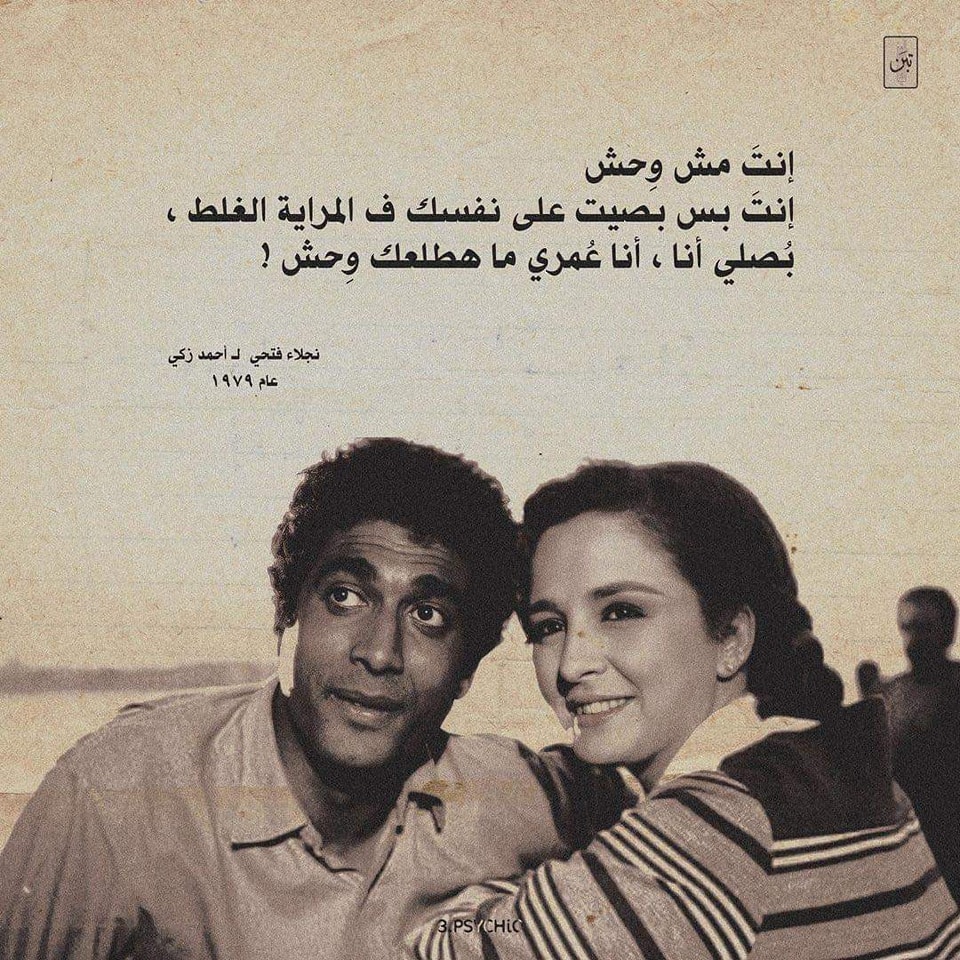 تبن
إنتَ مش وِحش
إنتَ بس بصيت على نفسك ف المراية الغلط ،
بُصلي أنا ، أنا عُمري ما هطلعك وِحش !
نجلاء فتحي لـ أحمد زكي
عام ١٩٧٩
3.PSYCHiC